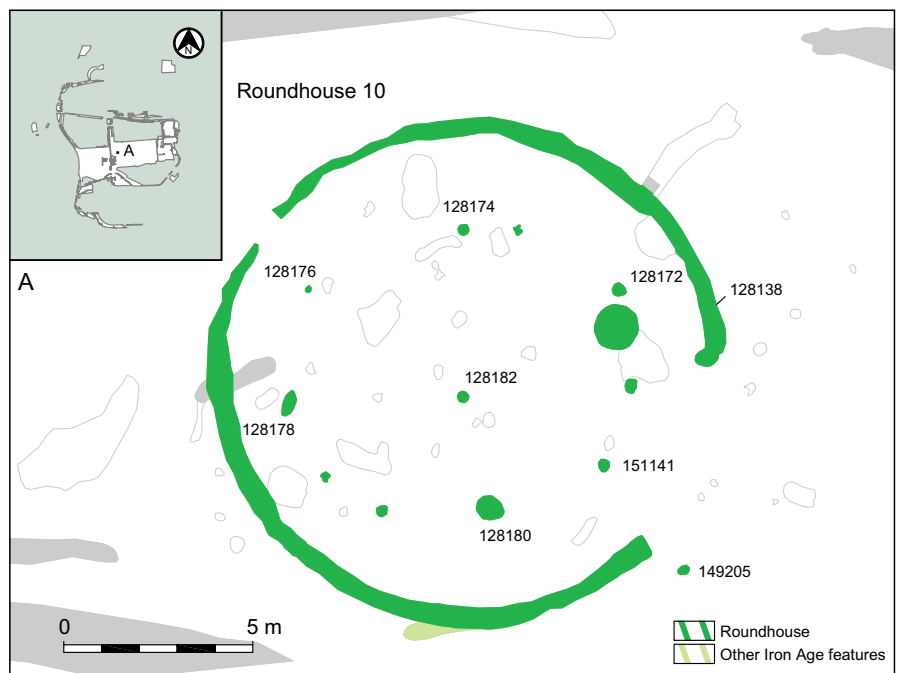 N
A
Roundhouse 10
A
128174
128176
128172
128138
128182
128178
151141
128180
149205
0 5 m
Roundhouse
Other Iron Age features